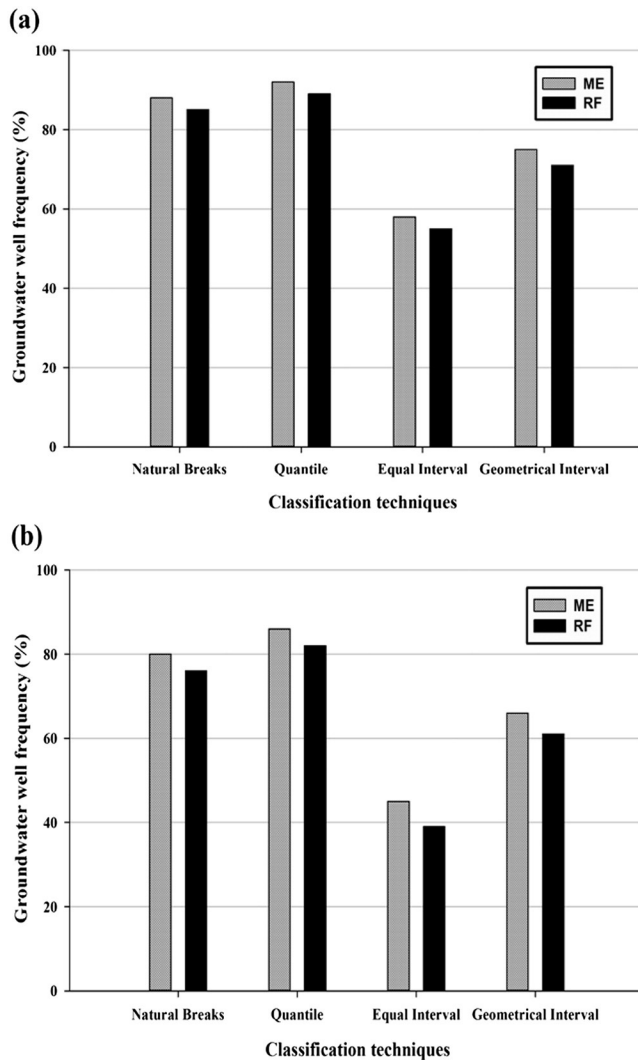 (a)
100
80
60
40
20
0
Groundwater well frequency (%)
ME
RF
Natural Breaks Quantile Equal Interval Geometrical Interval
Classification techniques
(b)
100
80
60
40
20
0
Groundwater well frequency (%)
ME
RF
Natural Breaks Quantile Equal Interval Geometrical Interval
Classification techniques